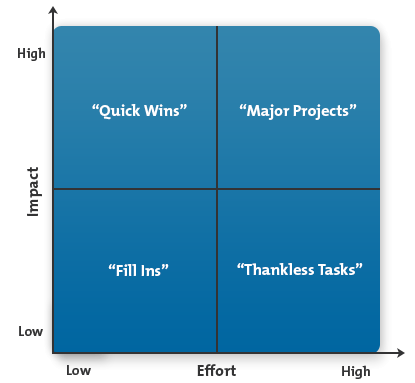 High
“Quick Wins”
“Major Projects”
Impact
“Fill Ins”
“Thankless Tasks”
Low
Low
Effort
High